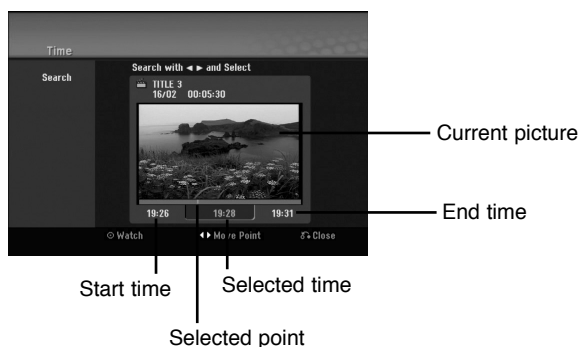 Time
Search
Search with ◄ ► and Select
TITLE 3
16/02 00:05:30
19:26 19:28 19:31
Watch Move Point Close
Current picture
End time
Start time
Selected time
Selected point